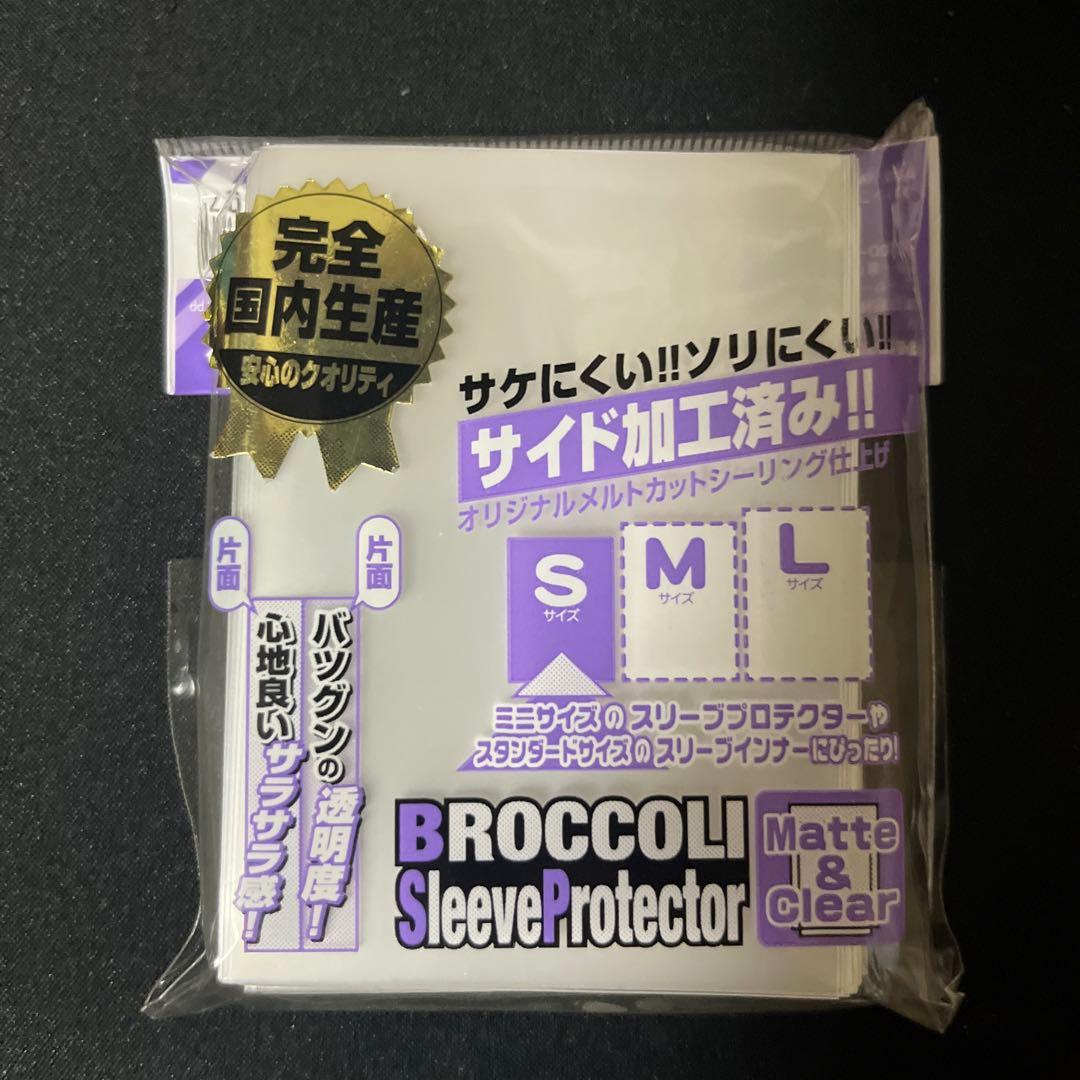 完全
国内生産
安心のクオリティ
サケにくい!!ソリにくい!!
サイド加工済み!!
オリジナルメルトカットシーリング仕上げ
S
サイズ
M
サイズ
L
サイズ
ミニサイズのスリーブプロテクターや
スタンダードサイズのスリーブインナーにぴったり!
片面
バツグンの透明度!
片面
心地良いサラサラ感!
BROCCOLI
SleeveProtector
Matte
&
Clear
PP